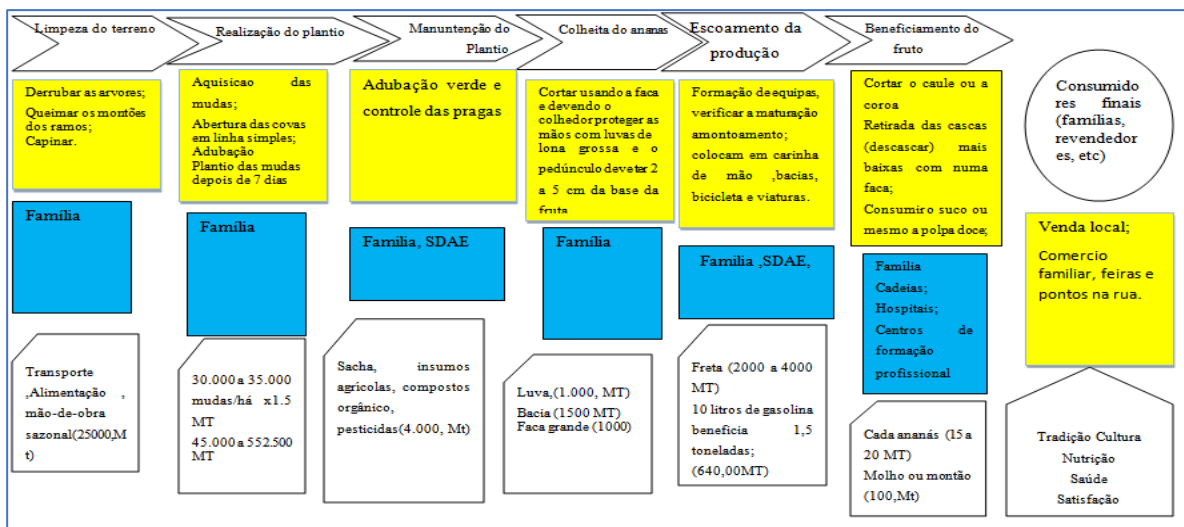 Limpeza do terreno
Realização do plantio
Manuntenção do
Plantio
Colheita do ananas
Escoamento da
produção
Beneficiamento do
fruto
Derrubar as arvores;
Queimar os montões
dos ramos;
Capinar.
Aquisicao das
mudas;
Abertura das covas
em linha simples;
Adubação
Plantio das mudas
depois de 7 dias
Adubação verde e
controle das pragas
Cortar usando a faca
e devendo o
colhedor proteger as
mãos com luvas de
lona grossa e o
pedúnculo deve ter 2
a 5 cm da base da
fruta
Formação de equipas,
verificar a maturação
amontoamento;
colocam em carinha
de mão ,bacias,
bicicleta e viaturas.
Cortar o caule ou a
coroa
Retirada das cascas
(descascar) mais
baixas com numa
faca;
Consumir o suco ou
mesmo a polpa doce;
Consumido
res finais
(famílias,
revendedor
es, etc)
Família
Família
Familia, SDAE
Família
Familia ,SDAE,
Família
Cadeias;
Hospitais;
Centros de
formação
profissional
Venda local;
Comercio
familiar, feiras e
pontos na rua.
Transporte
,Alimentação ,
mão-de-obra
sazonal(25000,M
t)
30.000 a 35.000
mudas/há x1.5
MT
45.000 a 552.500
MT
Sacha, insumos
agrícolas, compostos
orgânico,
pesticidas(4.000, Mt)
Luva,(1.000, MT)
Bacia (1500 MT)
Faca grande (1000)
Freta (2000 a 4000
MT)
10 litros de gasolina
beneficia 1,5
toneladas;
(640,00MT)
Cada ananás (15 a
20 MT)
Molho ou montão
(100,Mt)
Tradição Cultura
Nutrição
Saúde
Satisfação